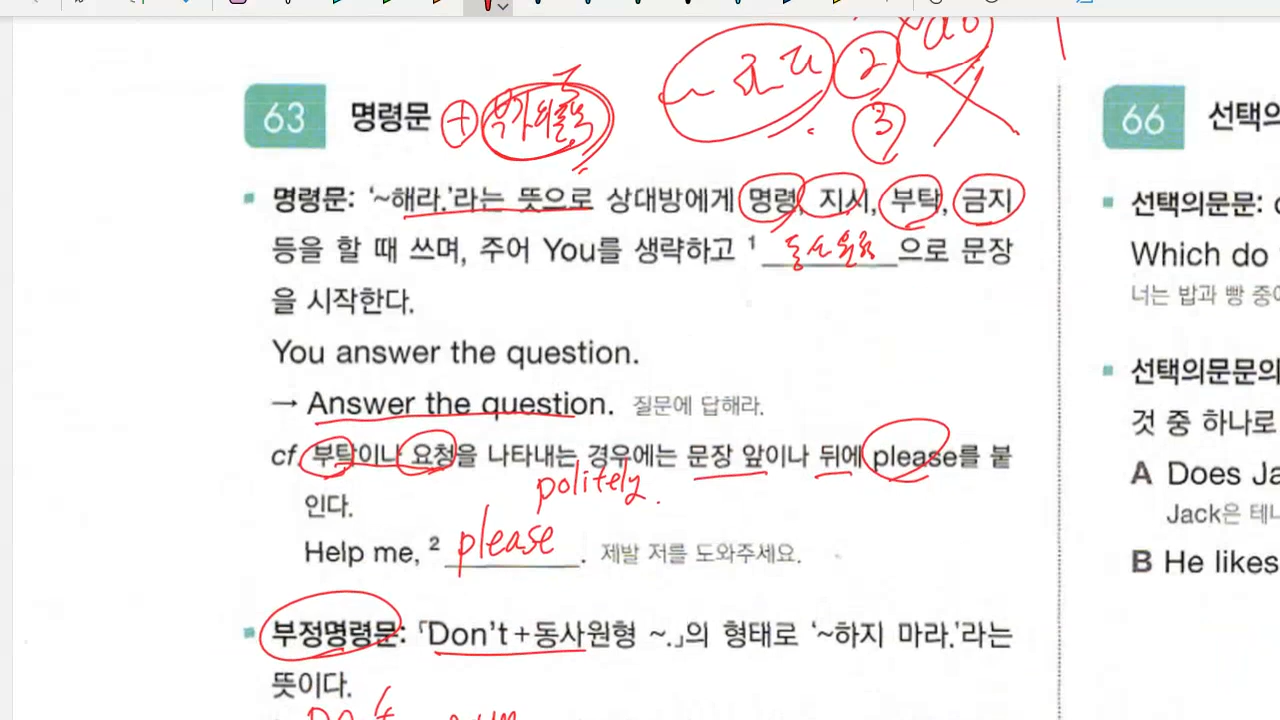 ~ 하고 2 do
3
63 명령문 + 부가의문문
명령문: '~해라.'라는 뜻으로 상대방에게 명령, 지시, 부탁, 금지
등을 할 때 쓰며, 주어 You를 생략하고 1 동사원형 으로 문장
을 시작한다.
You answer the question.
→ Answer the question. 질문에 답해라.
cf 부탁이나 요청을 나타내는 경우에는 문장 앞이나 뒤에 please를 붙
politely.
인다.
Help me, 2 please . 제발 저를 도와주세요.
부정명령문: 「Don't+동사원형 ~.」의 형태로 '~하지 마라.'라는
뜻이다.
Don't run
66 선택의
선택의문문:
Which do
너는 밥과 빵 중에
선택의문문의
것 중 하나로
A Does Ja
Jack은 테니
B He likes